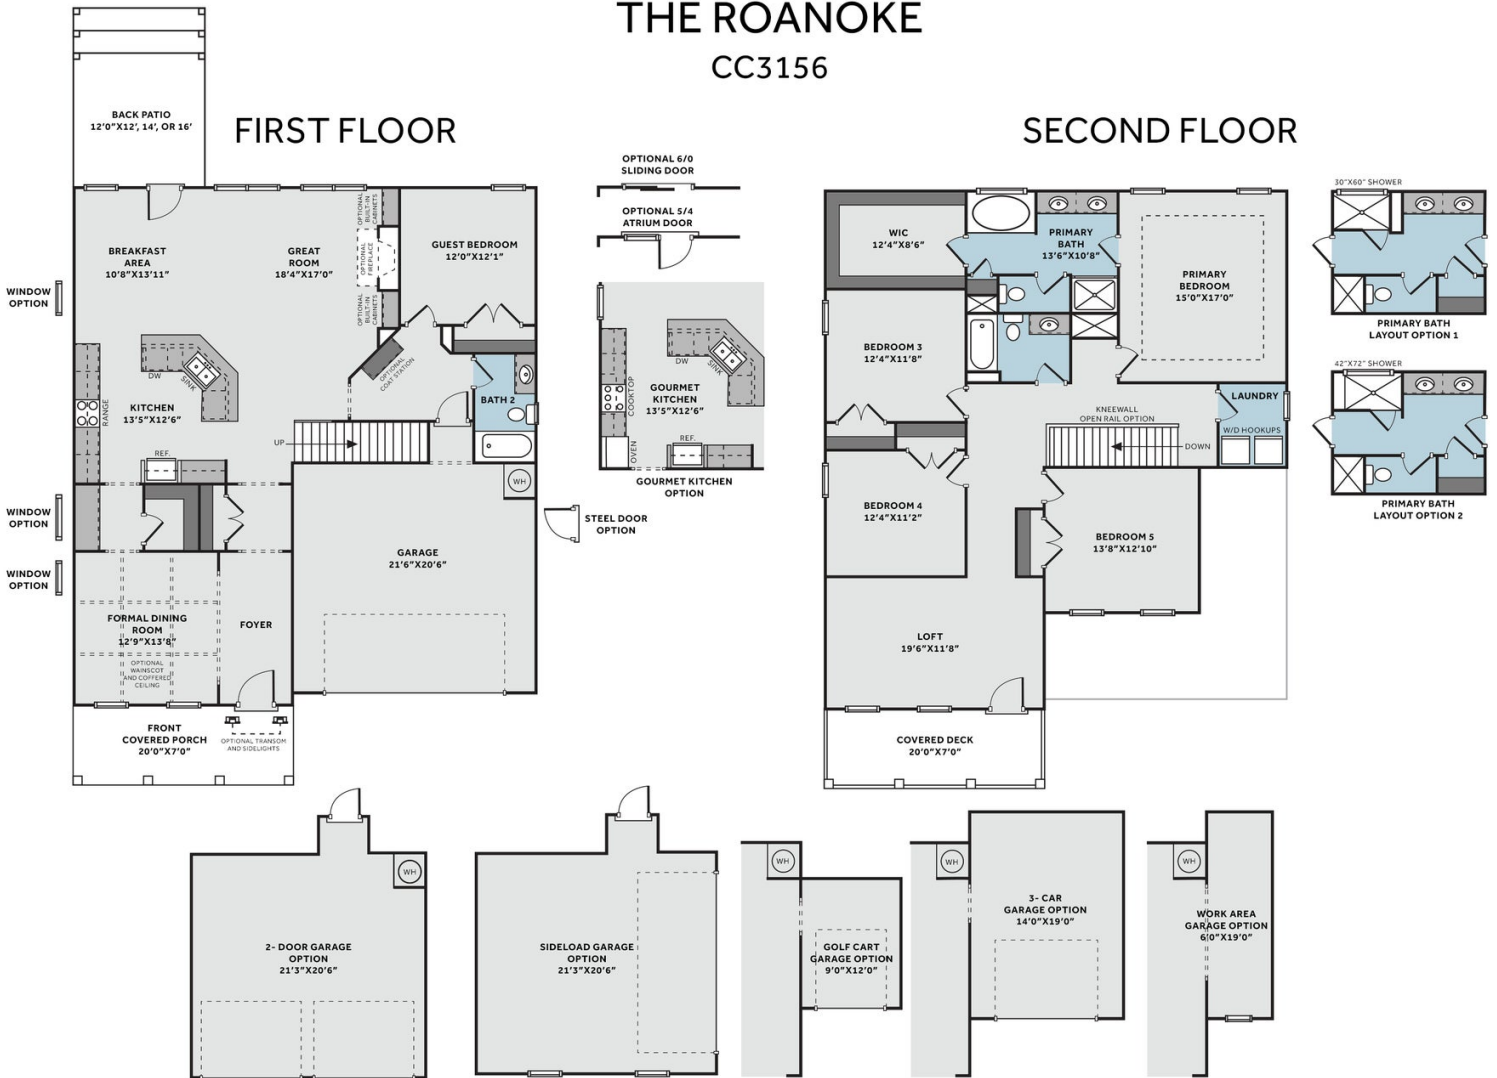 THE ROANOKE
CC3156
FIRST FLOOR
SECOND FLOOR
BACK PATIO
12'0"X12', 14', OR 16'
BREAKFAST
AREA
10'8"X13'11"
GREAT
ROOM
18'4"X17'0"
OPTIONAL
BUILT-IN
CABINETS
OPTIONAL
FIREPLACE
OPTIONAL
BUILT-IN
CABINETS
GUEST BEDROOM
12'0"X12'1"
WINDOW
OPTION
DW
SINK
OPTIONAL
COAT STATION
BATH 2
KITCHEN
13'5"X12'6"
RANGE
REF.
UP
WH
WINDOW
OPTION
WINDOW
OPTION
GARAGE
21'6"X20'6"
FORMAL DINING
ROOM
12'9"X13'8"
OPTIONAL
WAINSCOT
AND COFFERED
CEILING
FOYER
FRONT
COVERED PORCH
20'0"X7'0"
OPTIONAL TRANSOM
AND SIDELIGHTS
OPTIONAL 6/0
SLIDING DOOR
OPTIONAL 5/4
ATRIUM DOOR
DW
SINK
COOKTOP
GOURMET
KITCHEN
13'5"X12'6"
OVEN
REF.
GOURMET KITCHEN
OPTION
STEEL DOOR
OPTION
WIC
12'4"X8'6"
PRIMARY
BATH
13'6"X10'8"
PRIMARY
BEDROOM
15'0"X17'0"
BEDROOM 3
12'4"X11'8"
LAUNDRY
W/D HOOKUPS
KNEEWALL
OPEN RAIL OPTION
DOWN
BEDROOM 4
12'4"X11'2"
BEDROOM 5
13'8"X12'10"
LOFT
19'6"X11'8"
COVERED DECK
20'0"X7'0"
30"X60" SHOWER
PRIMARY BATH
LAYOUT OPTION 1
42"X72" SHOWER
PRIMARY BATH
LAYOUT OPTION 2
WH
2- DOOR GARAGE
OPTION
21'3"X20'6"
SIDELOAD GARAGE
OPTION
21'3"X20'6"
WH
GOLF CART
GARAGE OPTION
9'0"X12'0"
WH
3- CAR
GARAGE OPTION
14'0"X19'0"
WH
WORK AREA
GARAGE OPTION
6'0"X19'0"